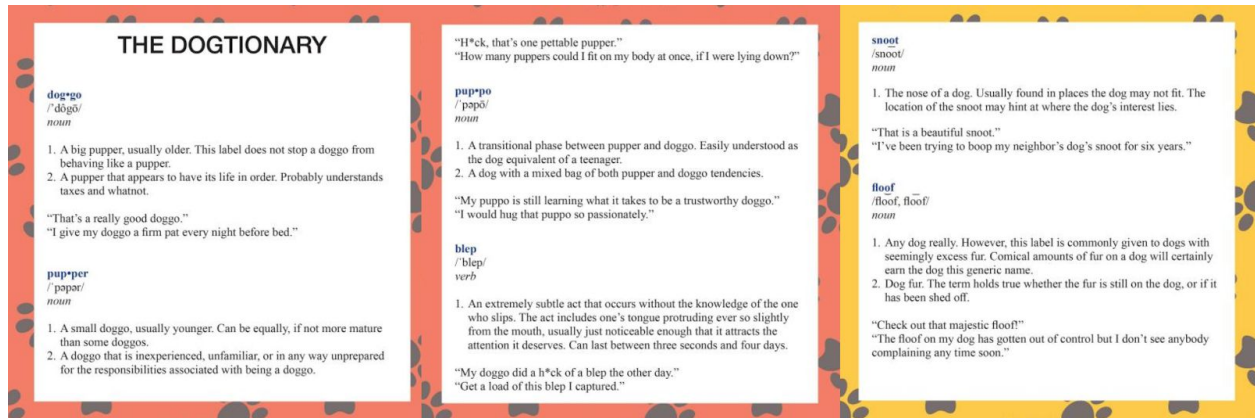 THE DOGTIONARY
dog•go
/ˈdôgō/
noun
1. A big pupper, usually older. This label does not stop a doggo from
behaving like a pupper.
2. A pupper that appears to have its life in order. Probably understands
taxes and whatnot.
“That’s a really good doggo.”
“I give my doggo a firm pat every night before bed.”
pup•per
/ˈpəpər/
noun
1. A small doggo, usually younger. Can be equally, if not more mature
than some doggos.
2. A doggo that is inexperienced, unfamiliar, or in any way unprepared
for the responsibilities associated with being a doggo.
“H*ck, that’s one pettable pupper.”
“How many puppers could I fit on my body at once, if I were lying down?”
pup•po
/ˈpəpō/
noun
1. A transitional phase between pupper and doggo. Easily understood as
the dog equivalent of a teenager.
2. A dog with a mixed bag of both pupper and doggo tendencies.
“My puppo is still learning what it takes to be a trustworthy doggo.”
“I would hug that puppo so passionately.”
blep
/ˈblep/
verb
1. An extremely subtle act that occurs without the knowledge of the one
who slips. The act includes one’s tongue protruding ever so slightly
from the mouth, usually just noticeable enough that it attracts the
attention it deserves. Can last between three seconds and four days.
“My doggo did a h*ck of a blep the other day.”
“Get a load of this blep I captured.”
snoot
/sno͞ot/
noun
1. The nose of a dog. Usually found in places the dog may not fit. The
location of the snoot may hint at where the dog’s interest lies.
“That is a beautiful snoot.”
“I’ve been trying to boop my neighbor’s dog’s snoot for six years.”
floof
/flo͞of, flo͝of/
noun
1. Any dog really. However, this label is commonly given to dogs with
seemingly excess fur. Comical amounts of fur on a dog will certainly
earn the dog this generic name.
2. Dog fur. The term holds true whether the fur is still on the dog, or if it
has been shed off.
“Check out that majestic floof!”
“The floof on my dog has gotten out of control but I don’t see anybody
complaining any time soon.”